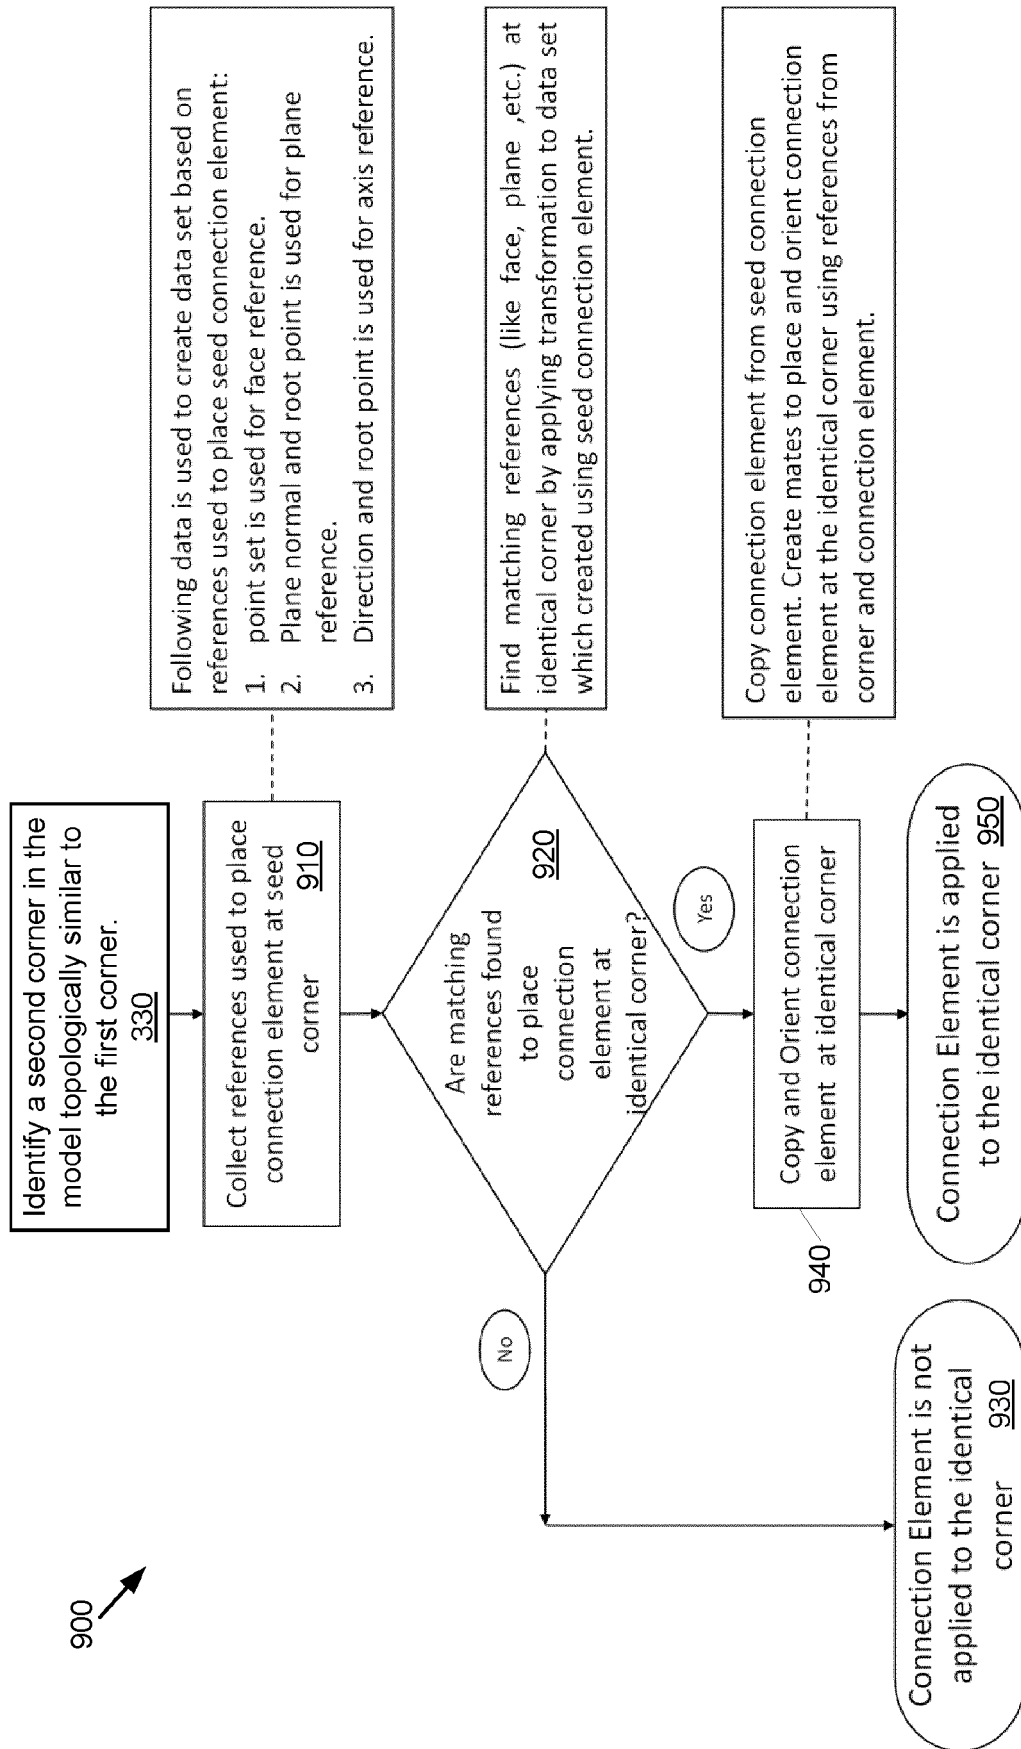 900
Identify a second corner in the
model topologically similar to
the first corner.
330
Collect references used to place
connection element at seed
corner 910
Following data is used to create data set based on
references used to place seed connection element:
1. point set is used for face reference.
2. Plane normal and root point is used for plane
reference.
3. Direction and root point is used for axis reference.
Are matching
references found
to place
connection
element at
identical corner?
920
Find matching references (like face, plane ,etc.) at
identical corner by applying transformation to data set
which created using seed connection element.
No
Yes
Copy and Orient connection
element at identical corner
940
Copy connection element from seed connection
element. Create mates to place and orient connection
element at the identical corner using references from
corner and connection element.
Connection Element is not
applied to the identical
corner 930
Connection Element is applied
to the identical corner 950